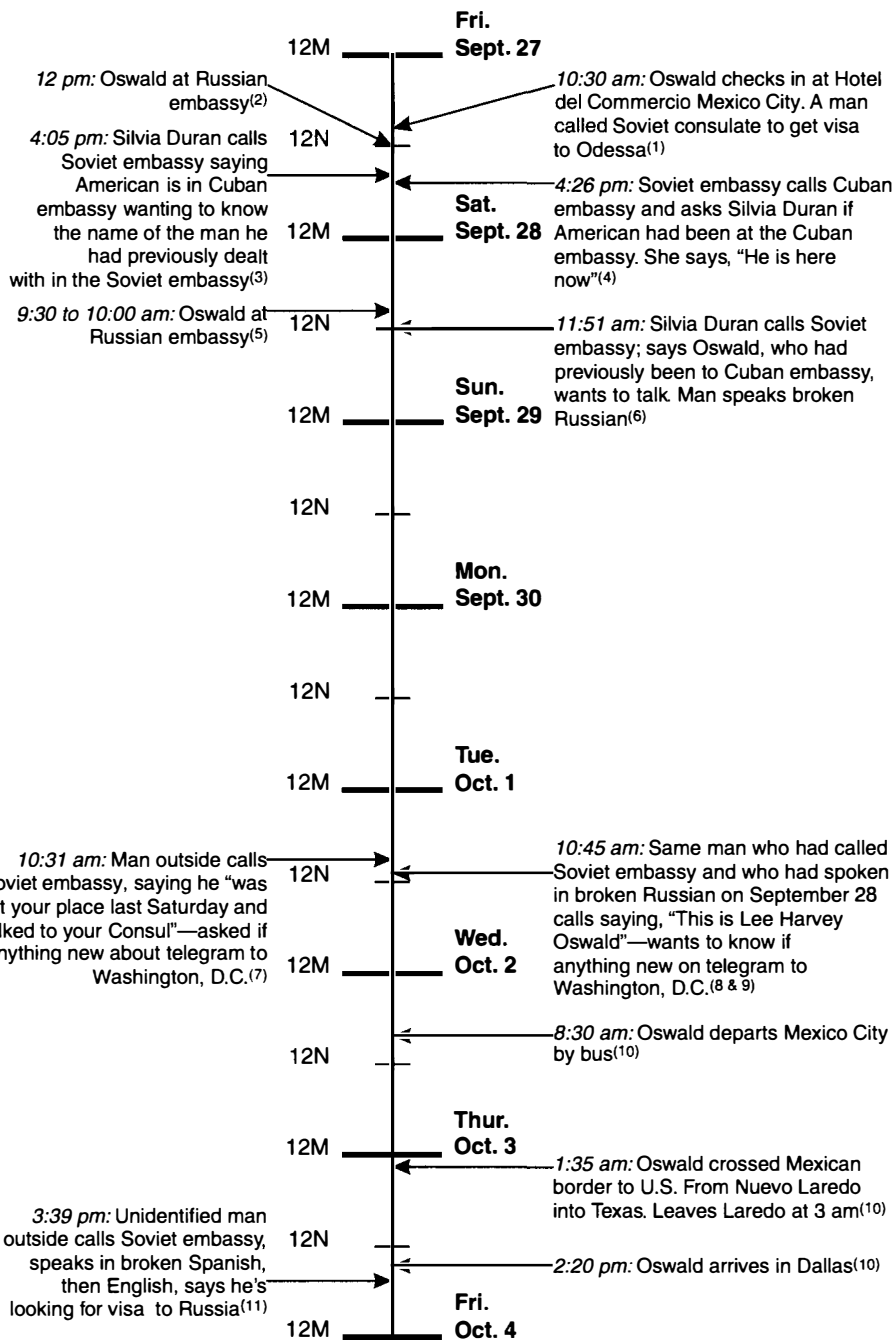 Fri.
12M Sept. 27
12 pm: Oswald at Russian
embassy(2)
10:30 am: Oswald checks in at Hotel
del Commercio Mexico City. A man
called Soviet consulate to get visa
to Odessa(1)
12N
4:05 pm: Silvia Duran calls
Soviet embassy saying
American is in Cuban
embassy wanting to know
the name of the man he
had previously dealt
with in the Soviet embassy(3)
4:26 pm: Soviet embassy calls Cuban
embassy and asks Silvia Duran if
American had been at the Cuban
embassy. She says, “He is here
now”(4)
Sat.
12M Sept. 28
9:30 to 10:00 am: Oswald at
Russian embassy(5)
12N
11:51 am: Silvia Duran calls Soviet
embassy; says Oswald, who had
previously been to Cuban embassy,
wants to talk. Man speaks broken
Russian(6)
Sun.
12M Sept. 29
12N
Mon.
12M Sept. 30
12N
Tue.
12M Oct. 1
10:31 am: Man outside calls
oviet embassy, saying he “was
t your place last Saturday and
lked to your Consul”—asked if
nything new about telegram to
Washington, D.C.(7)
12N
10:45 am: Same man who had called
Soviet embassy and who had spoken
in broken Russian on September 28
calls saying, “This is Lee Harvey
Oswald”—wants to know if
anything new on telegram to
Washington, D.C.(8 & 9)
Wed.
12M Oct. 2
8:30 am: Oswald departs Mexico City
by bus(10)
12N
Thur.
12M Oct. 3
1:35 am: Oswald crossed Mexican
border to U.S. From Nuevo Laredo
into Texas. Leaves Laredo at 3 am(10)
3:39 pm: Unidentified man
outside calls Soviet embassy,
speaks in broken Spanish,
then English, says he’s
looking for visa to Russia(11)
12N
2:20 pm: Oswald arrives in Dallas(10)
Fri.
12M Oct. 4